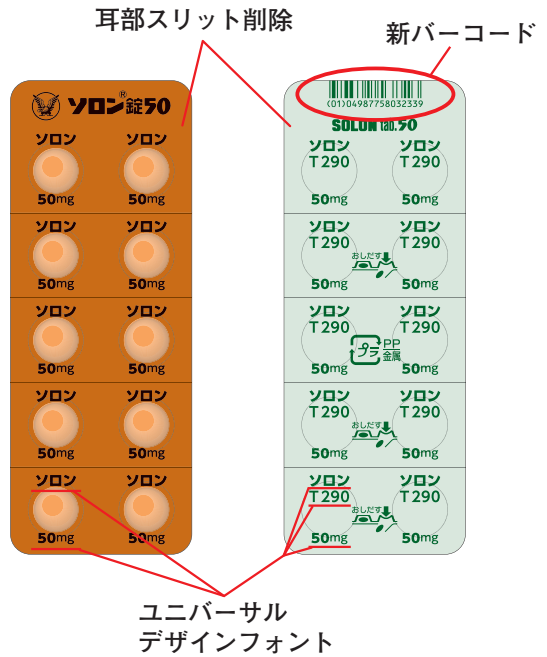 耳部スリット削除
新バーコード
ソロン®錠50
(01)04987758032339
SOLON tab.50
ソロン ソロン
50mg 50mg
ソロン ソロン
50mg 50mg
ソロン ソロン
50mg 50mg
ソロン ソロン
50mg 50mg
ソロン ソロン
50mg 50mg
ソロン ソロン
T290 T290
50mg 50mg
ソロン ソロン
T290 T290
おしだす
50mg 50mg
ソロン ソロン
T290 T290
プラ PP
金属
50mg 50mg
ソロン ソロン
T290 T290
おしだす
50mg 50mg
ソロン ソロン
T290 T290
おしだす
50mg 50mg
ユニバーサル
デザインフォント